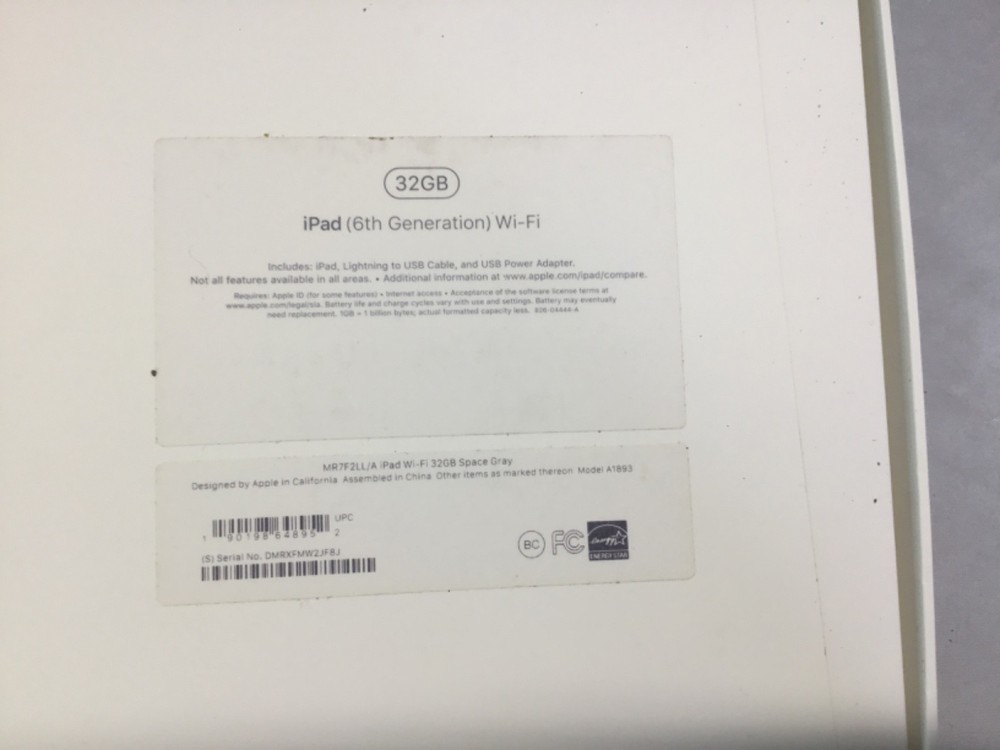 32GB
iPad (6th Generation) Wi-Fi
Includes: iPad, Lightning to USB Cable, and USB Power Adapter.
Not all features available in all areas. • Additional information at www.apple.com/ipad/compare.
Requires: Apple ID (for some features) • Internet access • Acceptance of the software license terms at
www.apple.com/legal/sla. Battery life and charge cycles vary with use and settings. Battery may eventually
need replacement. 1GB = 1 billion bytes; actual formatted capacity less.
MR7F2LL/A iPad Wi-Fi 32GB Space Gray
Designed by Apple in California Assembled in China Other items as marked thereon Model A1893
UPC
1 90198 64895 2
(S) Serial No. DMRXFMW2JF8J
BC FC energy ENERGY STAR